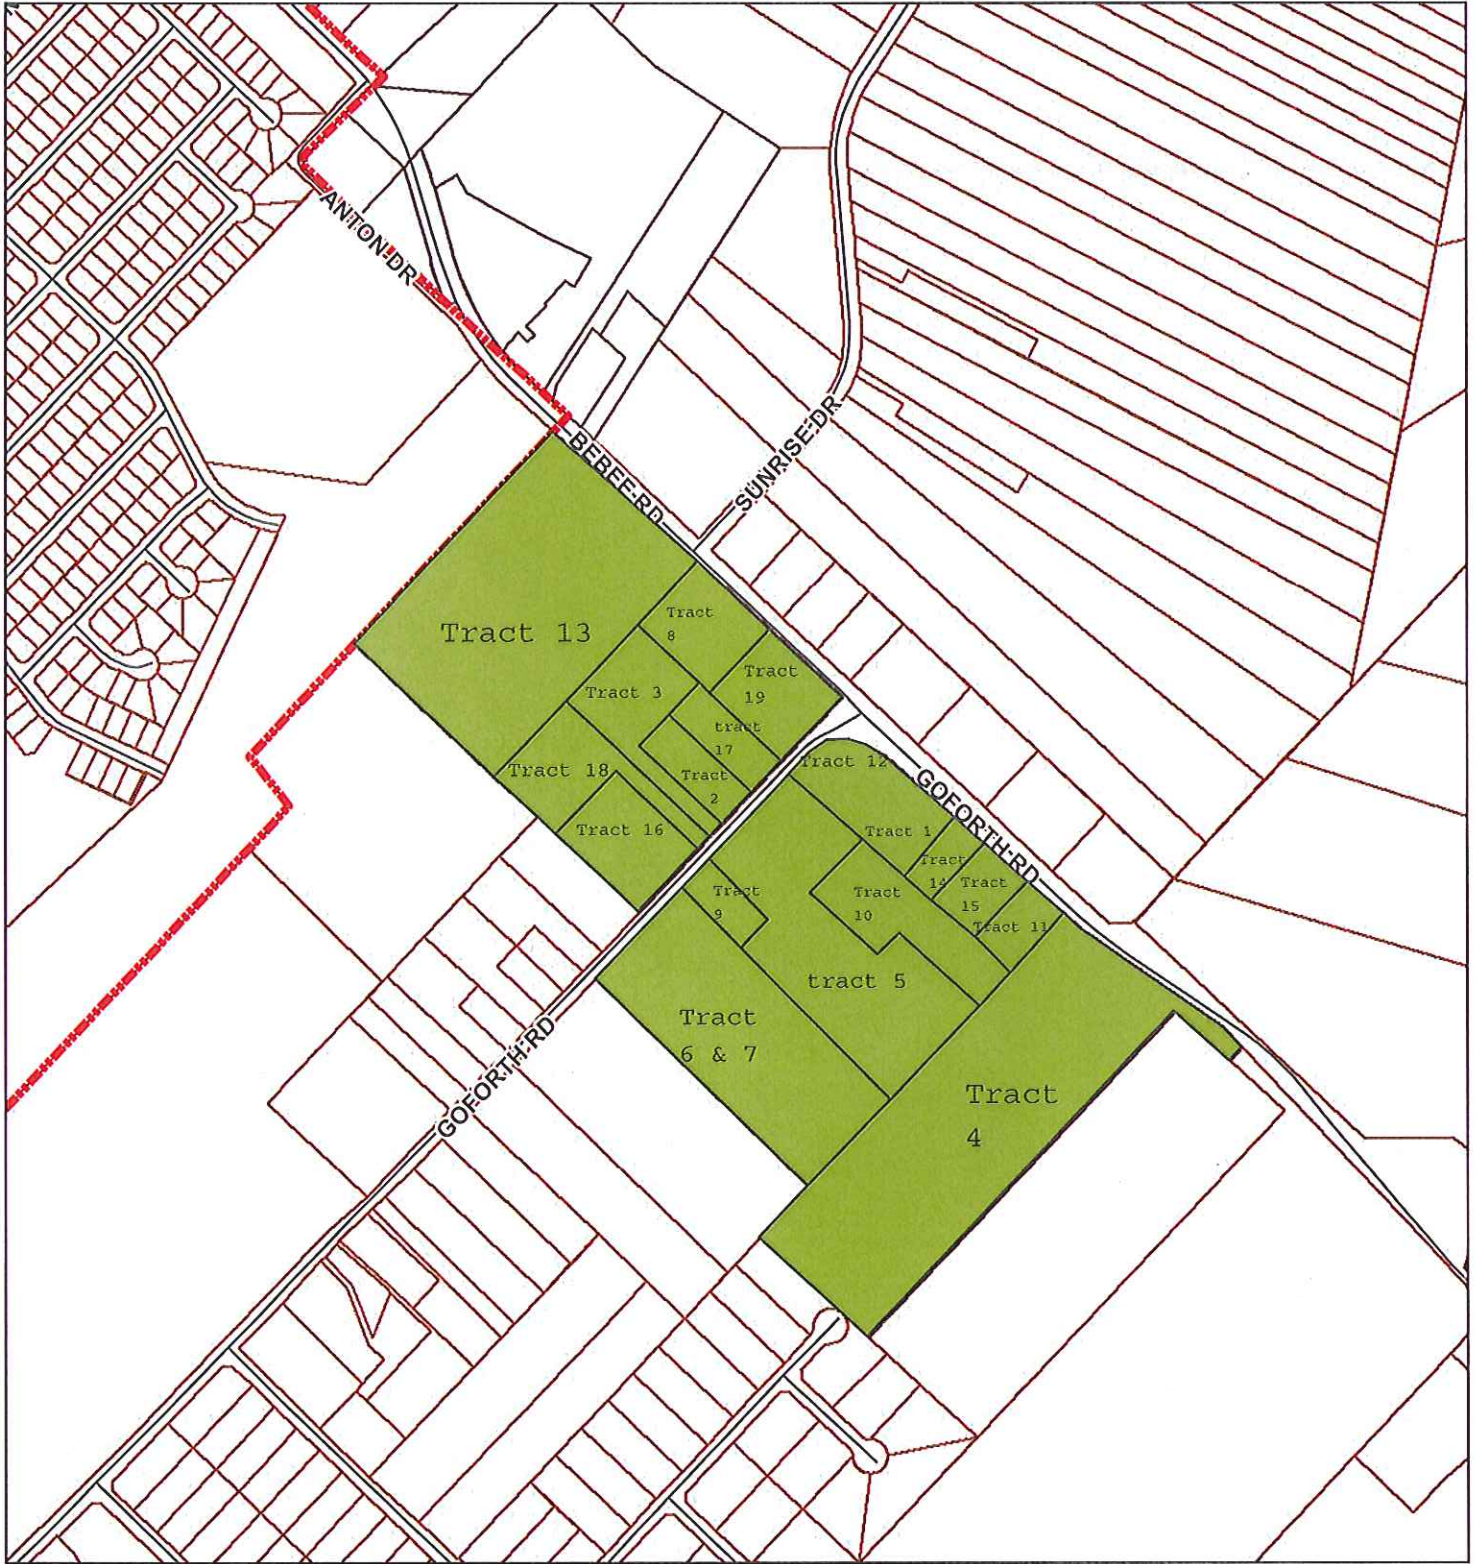 ANTON DR
BEBEE RD
SUNRISE DR
Tract 13
Tract
8
Tract
19
Tract 3
tract
17
Tract 18
Tract
2
Tract 12
GOFORTH RD
Tract 16
Tract 1
Tract
14
Tract
15
Tract
9
Tract
10
Tract 11
tract 5
Tract
6 & 7
GOFORTH RD
Tract
4